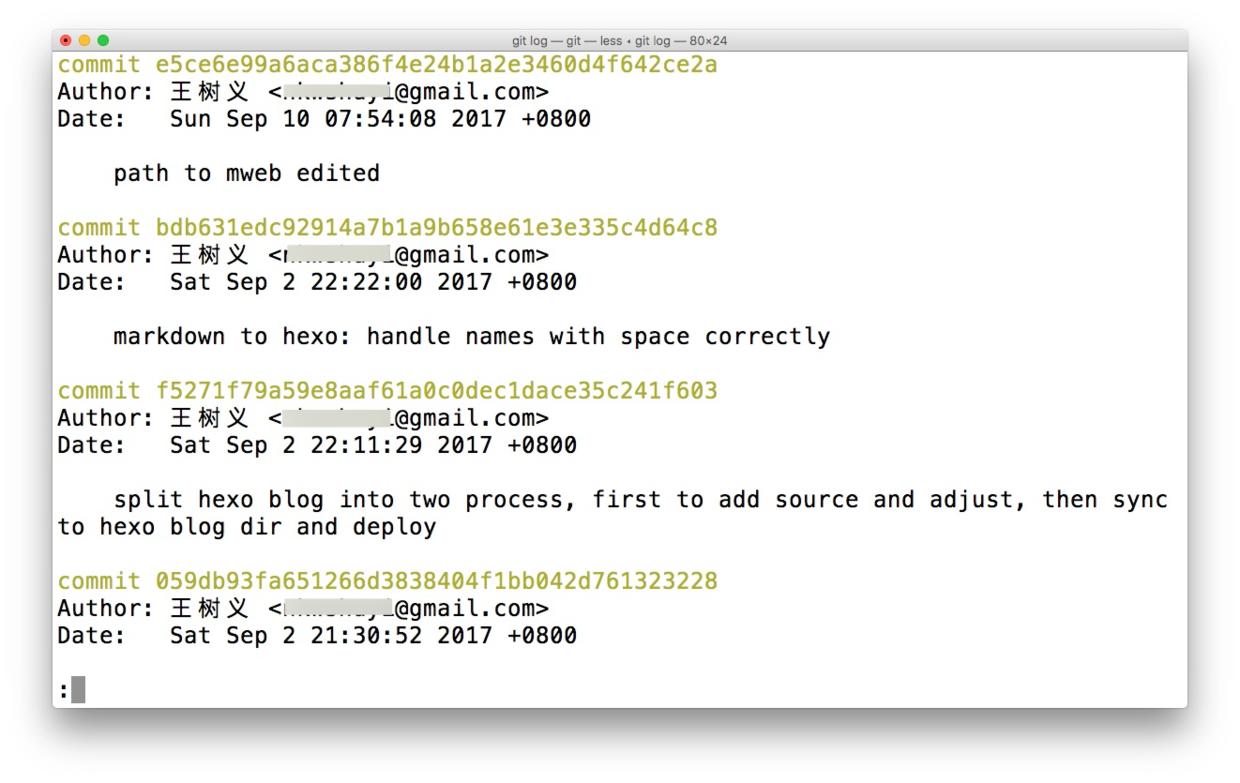 git log — git — less ◂ git log — 80×24
commit e5ce6e99a6aca386f4e24b1a2e3460d4f642ce2a
Author: 王树义 <@gmail.com>
Date:   Sun Sep 10 07:54:08 2017 +0800
path to mweb edited
commit bdb631edc92914a7b1a9b658e61e3e335c4d64c8
Author: 王树义 <@gmail.com>
Date:   Sat Sep 2 22:22:00 2017 +0800
markdown to hexo: handle names with space correctly
commit f5271f79a59e8aaf61a0c0dec1dace35c241f603
Author: 王树义 <@gmail.com>
Date:   Sat Sep 2 22:11:29 2017 +0800
split hexo blog into two process, first to add source and adjust, then sync
to hexo blog dir and deploy
commit 059db93fa651266d3838404f1bb042d761323228
Author: 王树义 <@gmail.com>
Date:   Sat Sep 2 21:30:52 2017 +0800
: